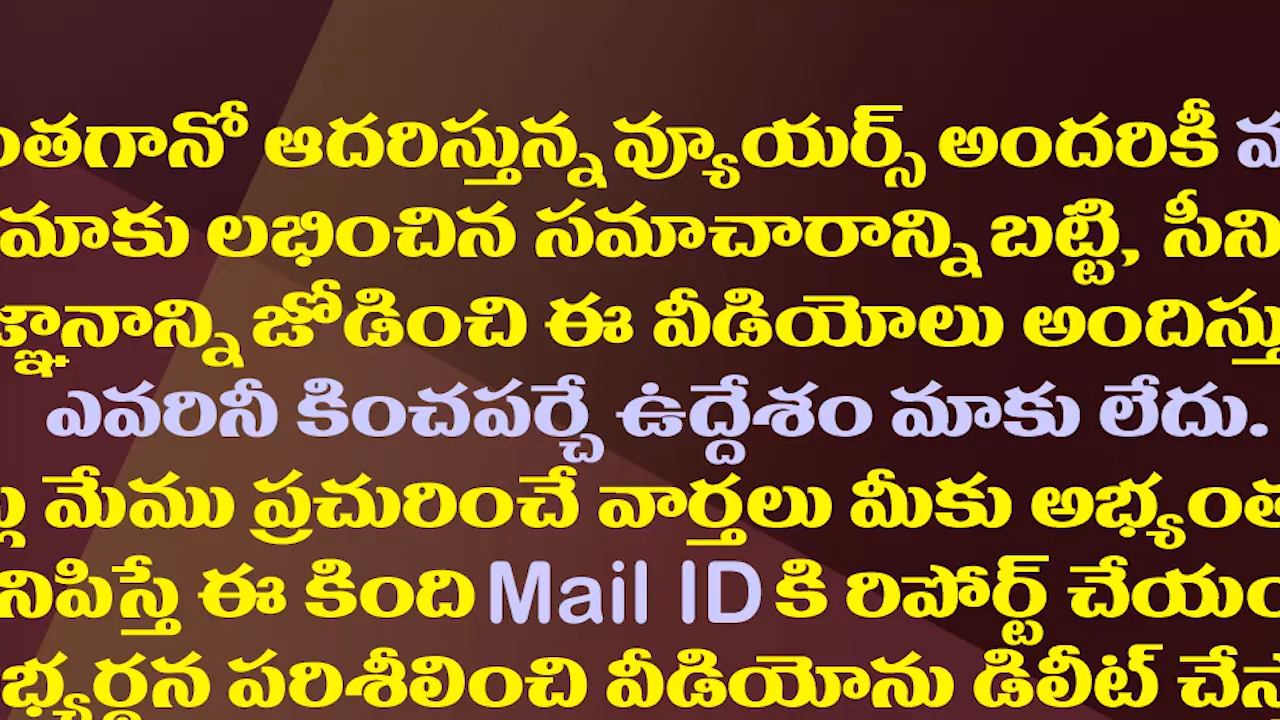 ఆదరిస్తున్న వ్యూయర్స్ అందరికీ
మాకు లభించిన సమాచారాన్ని బట్టి,
జోడించి ఈ వీడియోలు
ఎవరినీ కించపర్చే ఉద్దేశం మాకు లేదు.
మేము ప్రచురించే వార్తలు మీకు
ఈ కింది Mail ID కి రిపోర్ట్
పరిశీలించి వీడియోను డిలీట్